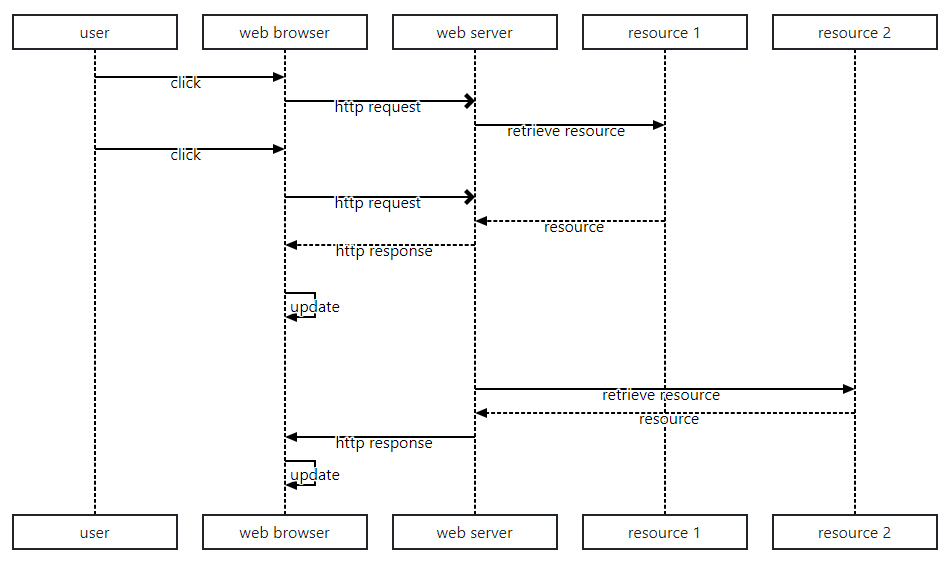 user
web browser
web server
resource 1
resource 2
click
http request
retrieve resource
click
http request
resource
http response
update
retrieve resource
resource
http response
update
user
web browser
web server
resource 1
resource 2